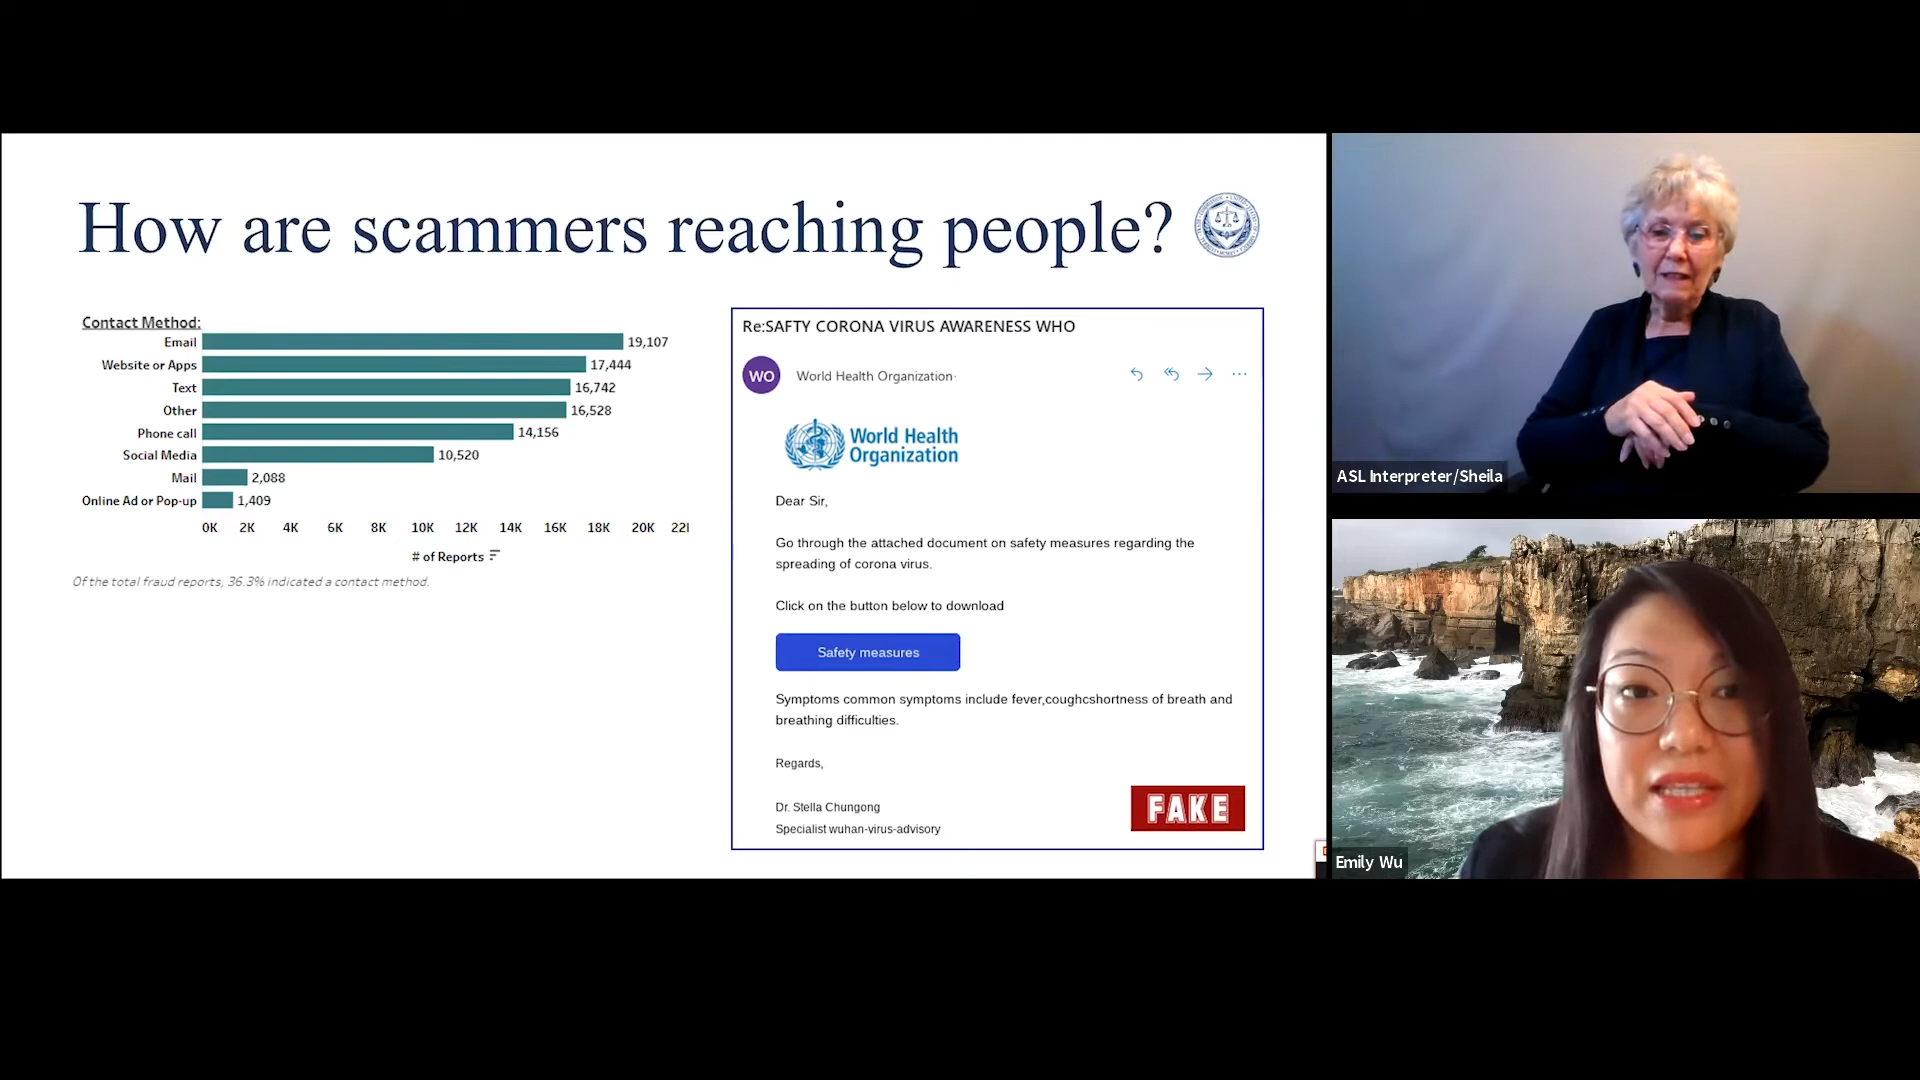 How are scammers reaching people?
Contact Method:
Email 19,107
Website or Apps 17,444
Text 16,742
Other 16,528
Phone call 14,156
Social Media 10,520
Mail 2,088
Online Ad or Pop-up 1,409
0K 2K 4K 6K 8K 10K 12K 14K 16K 18K 20K
# of Reports
Of the total fraud reports, 36.3% indicated a contact method.
Re:SAFTY CORONA VIRUS AWARENESS WHO
WO World Health Organization
World Health
Organization
Dear Sir,
Go through the attached document on safety measures regarding the
spreading of corona virus.
Click on the button below to download
Safety measures
Symptoms common symptoms include fever,coughcshortness of breath and
breathing difficulties.
Regards,
Dr. Stella Chungong
Specialist wuhan-virus-advisory
FAKE
ASL Interpreter/Sheila
Emily Wu